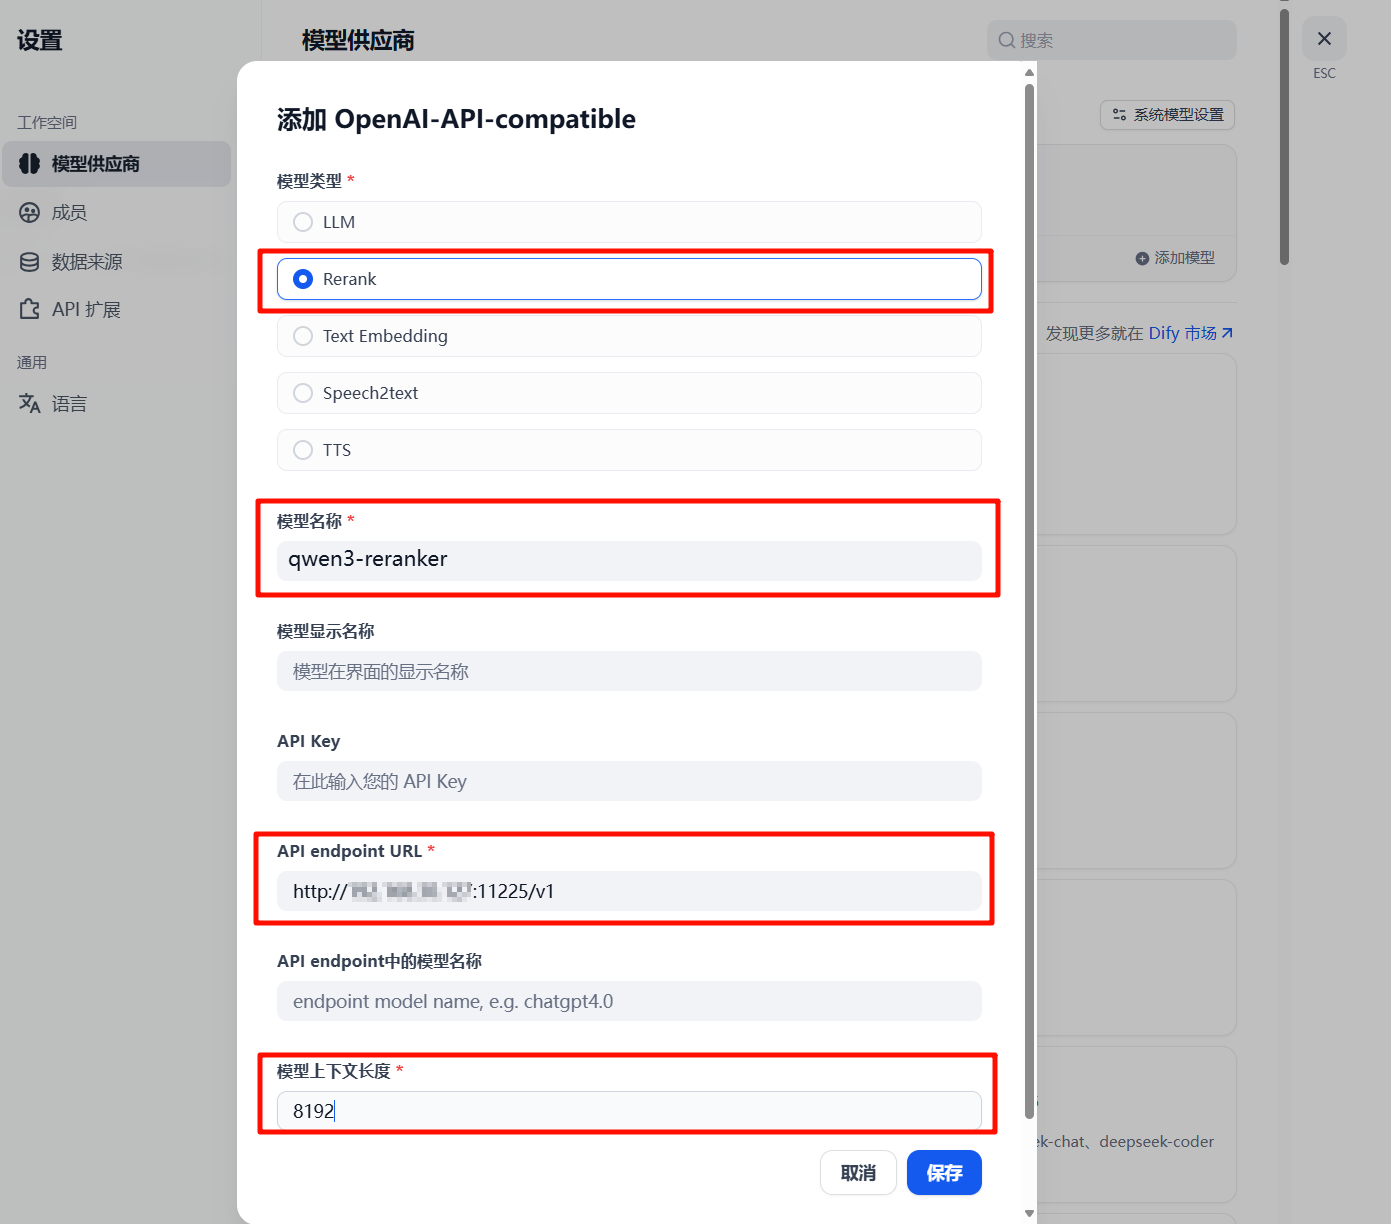 设置
工作空间
模型供应商
成员
数据来源
API 扩展
通用
语言
模型供应商
搜索
ESC
系统模型设置
添加模型
发现更多就在 Dify 市场
ek-chat、deepseek-coder
添加 OpenAI-API-compatible
模型类型 *
LLM
Rerank
Text Embedding
Speech2text
TTS
模型名称 *
qwen3-reranker
模型显示名称
模型在界面的显示名称
API Key
在此输入您的 API Key
API endpoint URL *
http:// :11225/v1
API endpoint中的模型名称
endpoint model name, e.g. chatgpt4.0
模型上下文长度 *
8192
取消
保存